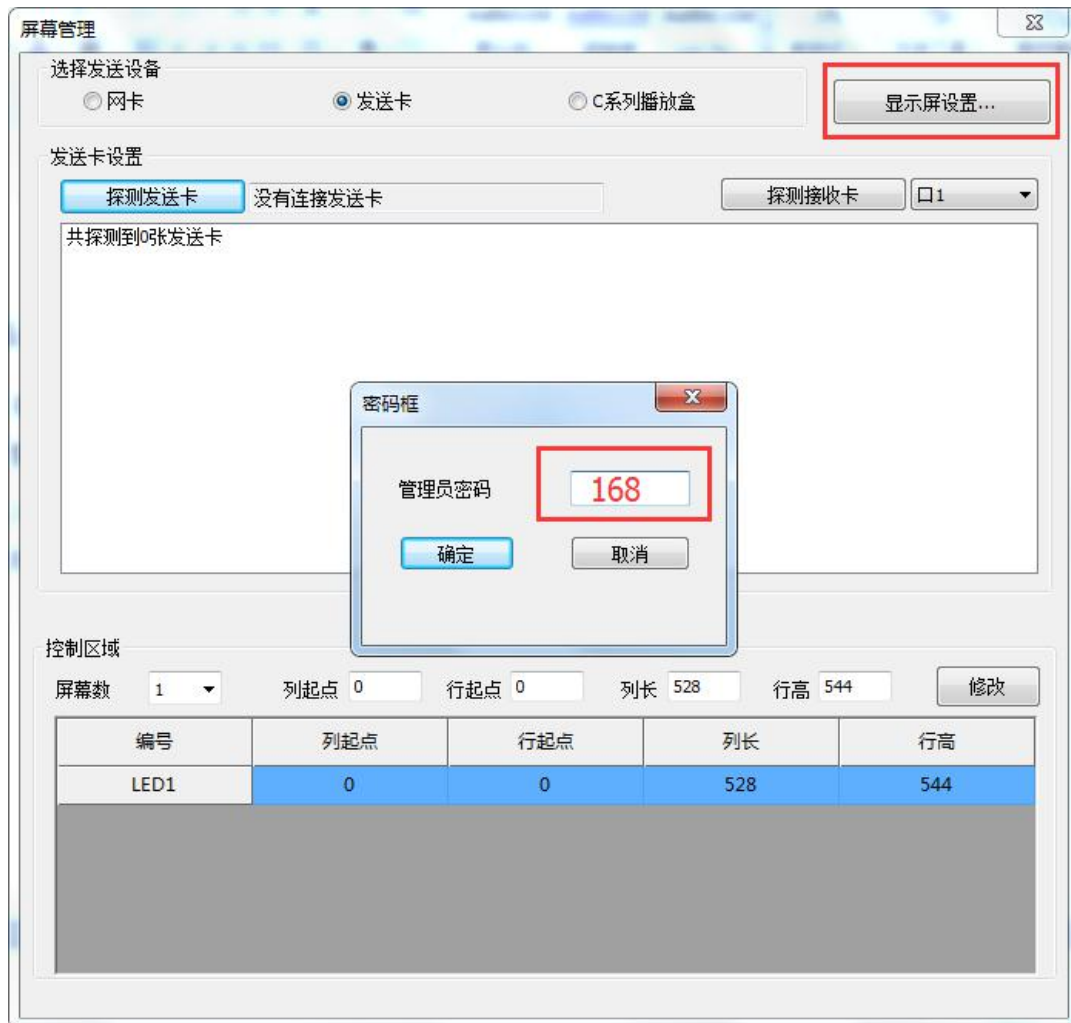 屏幕管理
选择发送设备
网卡 发送卡 C系列播放盒 显示屏设置...
发送卡设置
探测发送卡 没有连接发送卡 探测接收卡 口1
共探测到0张发送卡
密码框
管理员密码 168
确定 取消
控制区域
屏幕数 1 列起点 0 行起点 0 列长 528 行高 544 修改
编号 列起点 行起点 列长 行高
LED1 0 0 528 544